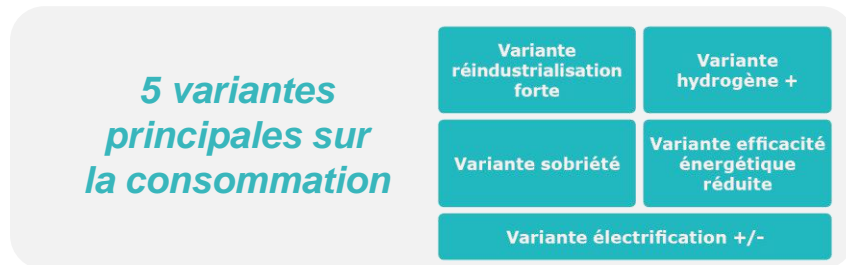 5 variantes
principales sur
la consommation
Variante
réindustrialisation
forte
Variante
hydrogène +
Variante sobriété
Variante efficacité
énergétique
réduite
Variante électrification +/-